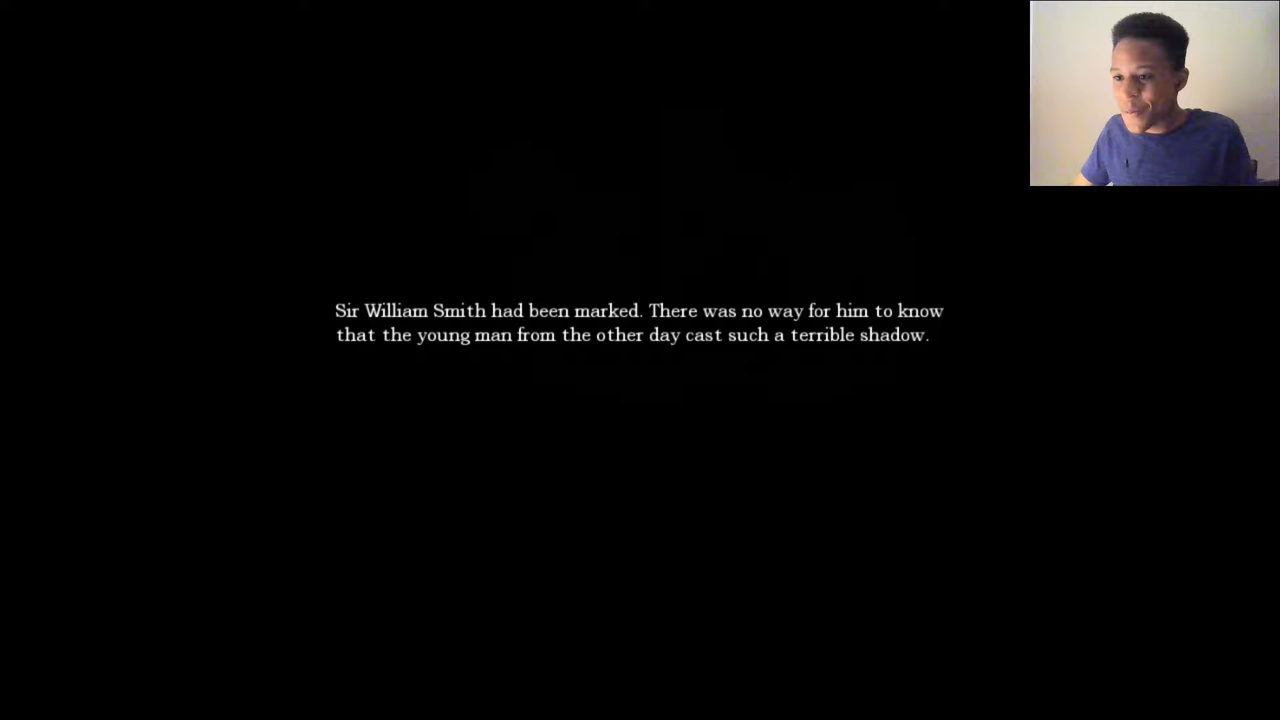 Sir William Smith had been marked. There was no way for him to know
that the young man from the other day cast such a terrible shadow.